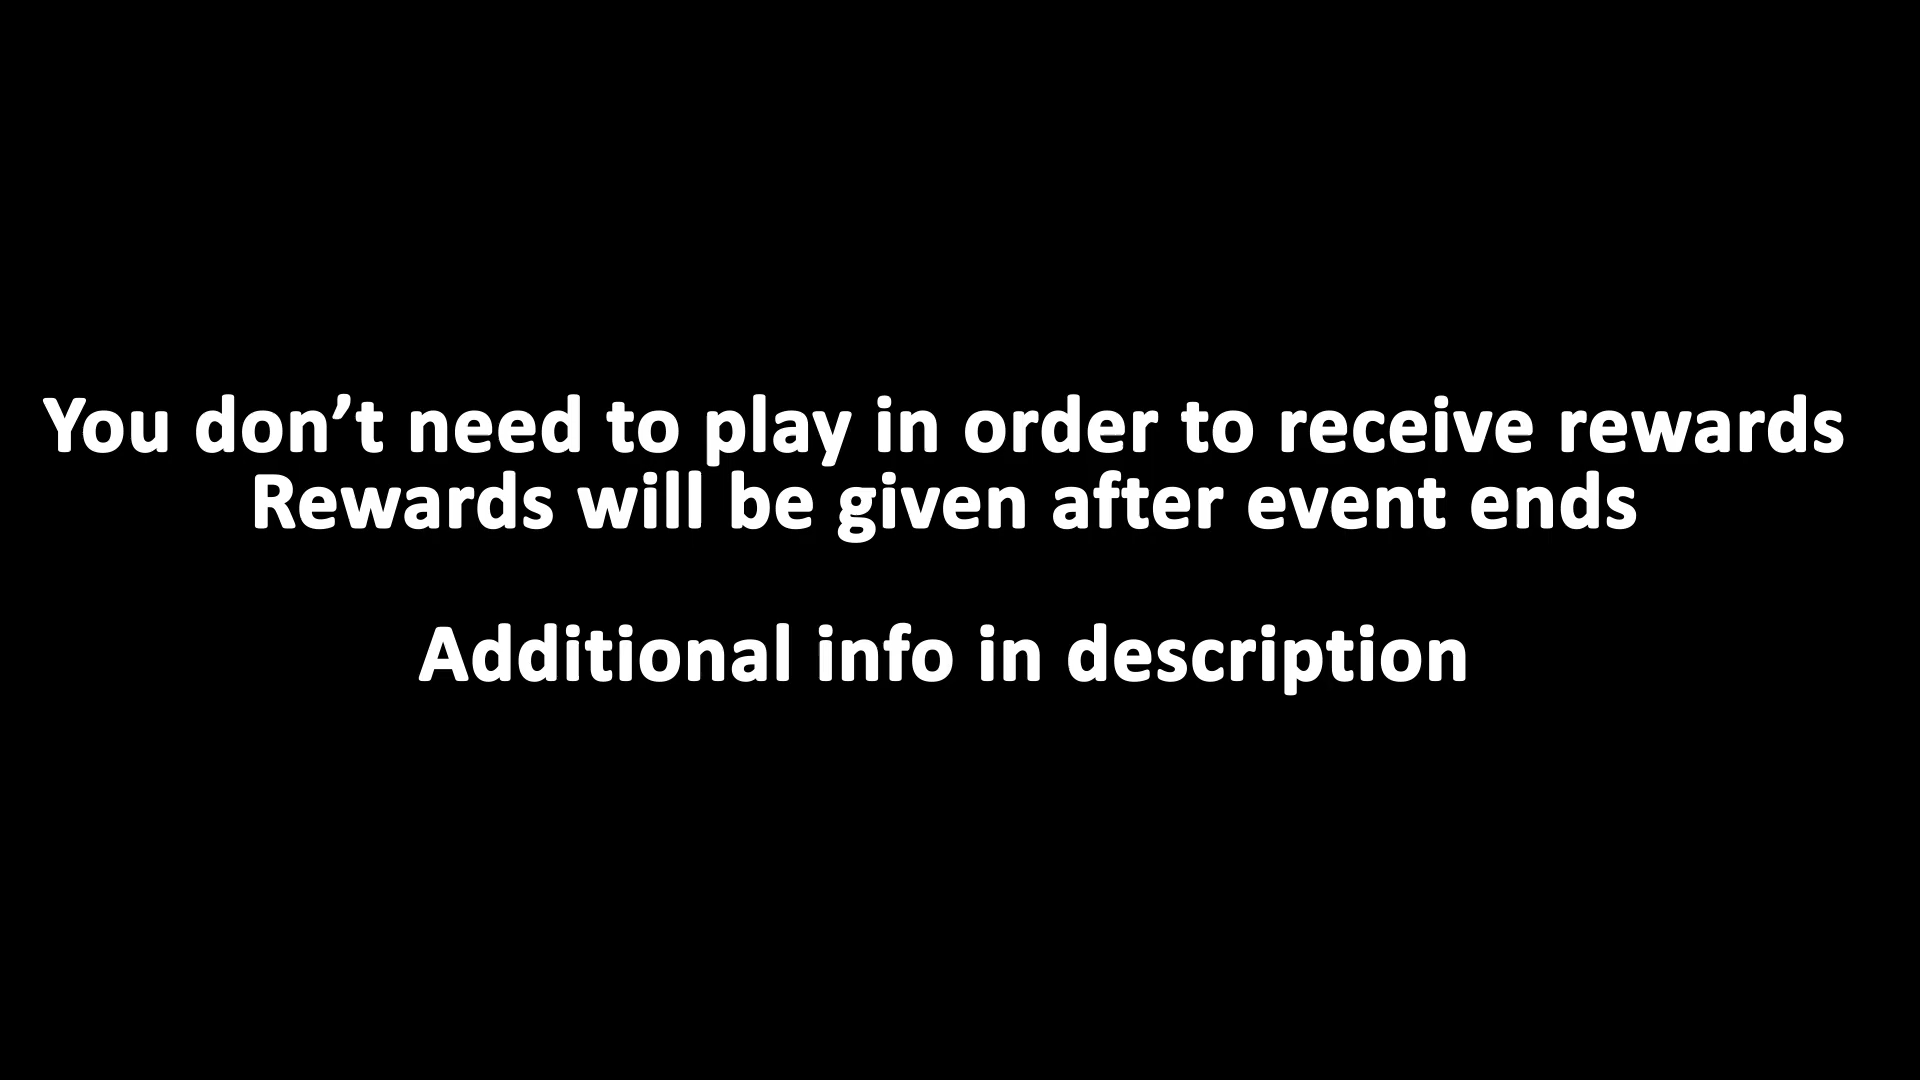 You don’t need to play in order to receive rewards
Rewards will be given after event ends
Additional info in description